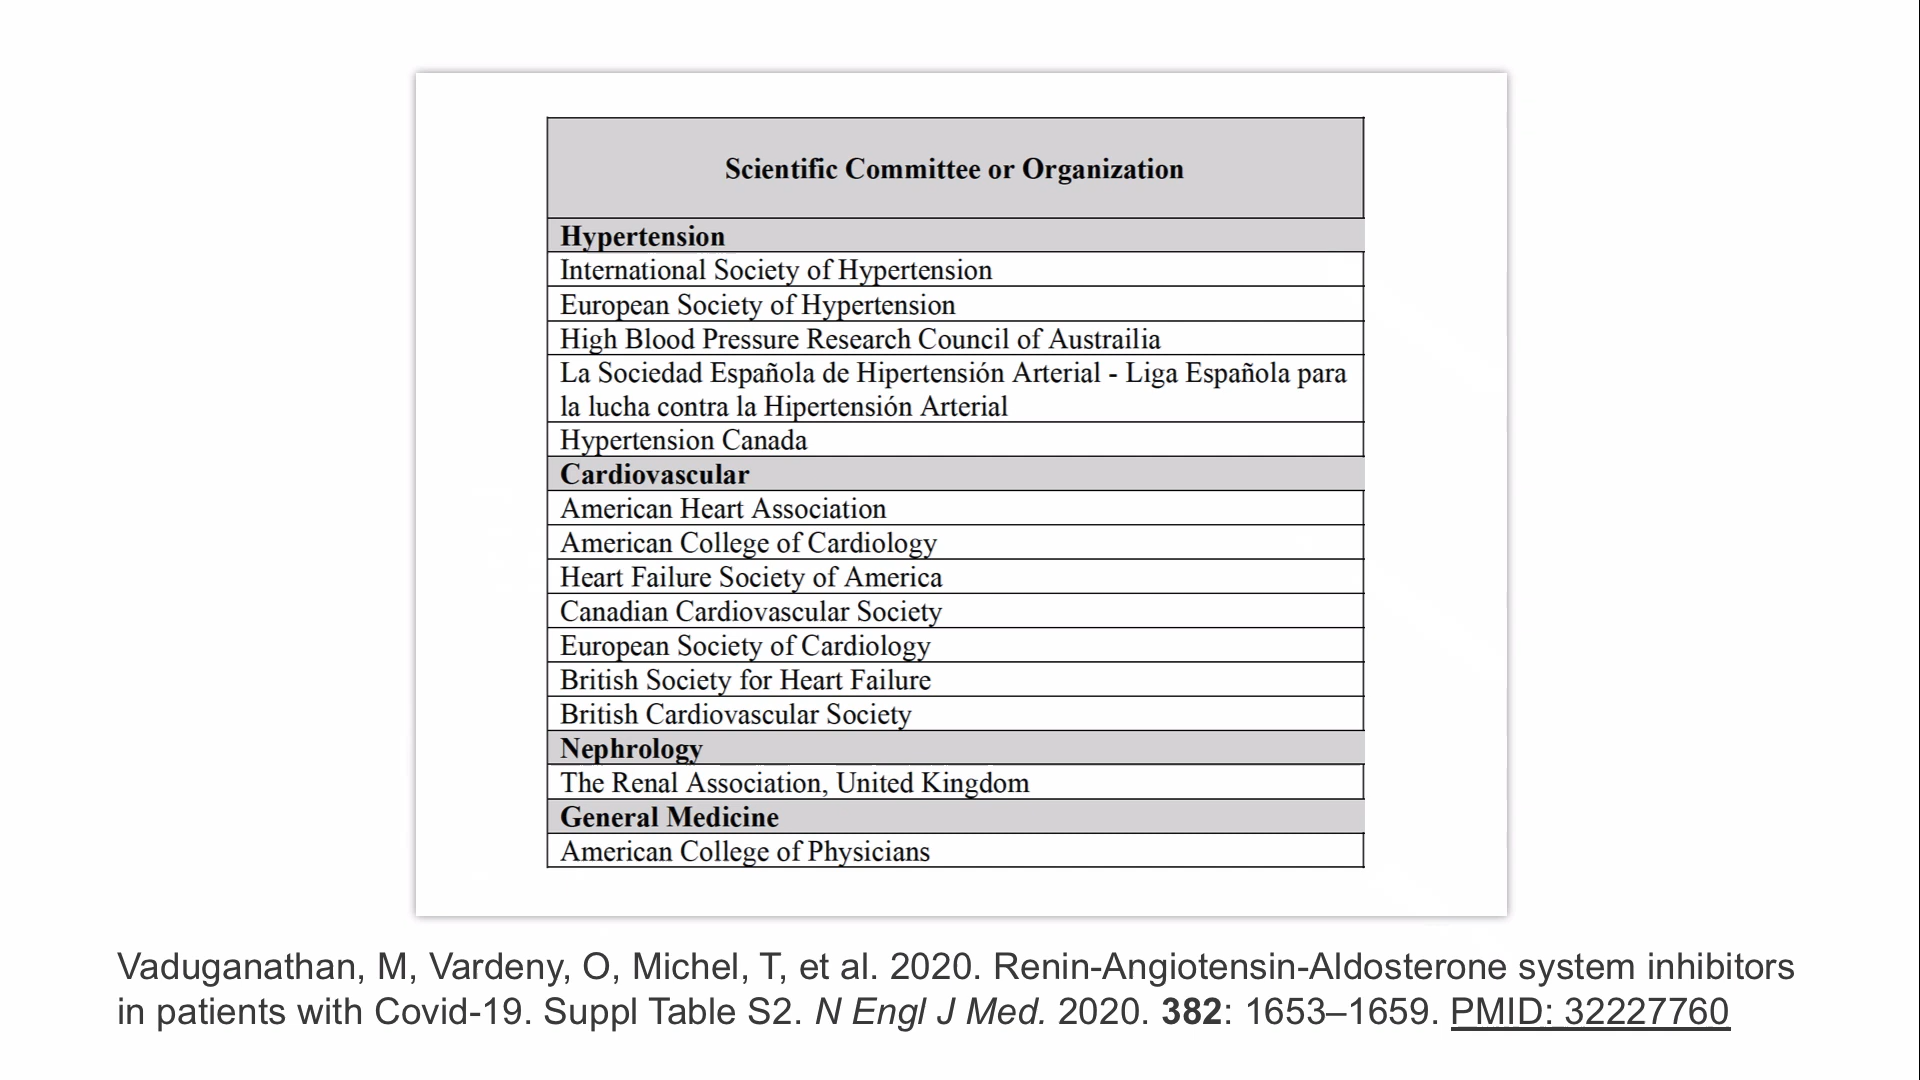 Scientific Committee or Organization
Hypertension
International Society of Hypertension
European Society of Hypertension
High Blood Pressure Research Council of Austrailia
La Sociedad Española de Hipertensión Arterial - Liga Española para
la lucha contra la Hipertensión Arterial
Hypertension Canada
Cardiovascular
American Heart Association
American College of Cardiology
Heart Failure Society of America
Canadian Cardiovascular Society
European Society of Cardiology
British Society for Heart Failure
British Cardiovascular Society
Nephrology
The Renal Association, United Kingdom
General Medicine
American College of Physicians
Vaduganathan, M, Vardeny, O, Michel, T, et al. 2020. Renin-Angiotensin-Aldosterone system inhibitors
in patients with Covid-19. Suppl Table S2. N Engl J Med. 2020. 382: 1653–1659. PMID: 32227760